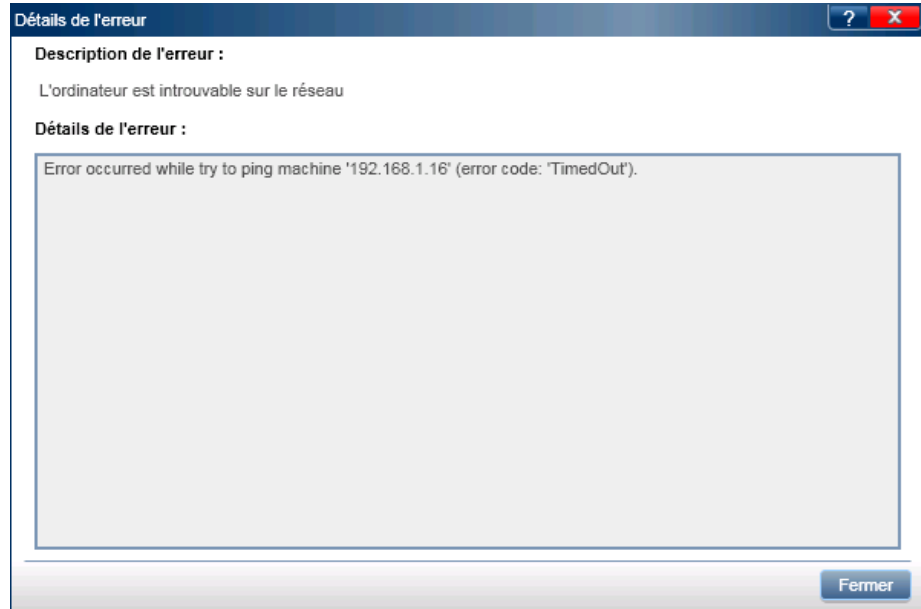 Détails de l'erreur
? X
Description de l'erreur :
L'ordinateur est introuvable sur le réseau
Détails de l'erreur :
Error occurred while try to ping machine '192.168.1.16' (error code: 'TimedOut').
Fermer